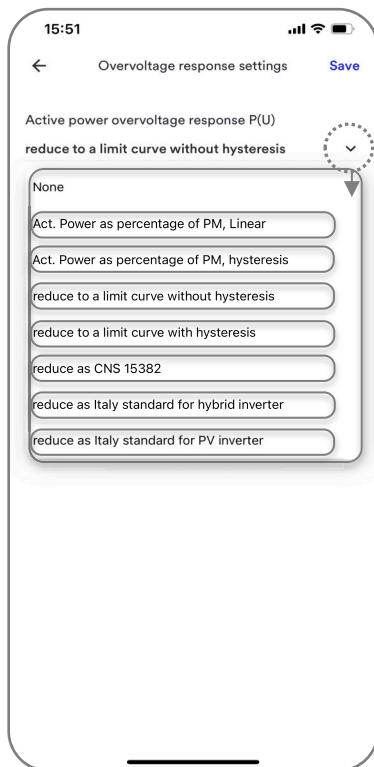 15:51
Overvoltage response settings Save
Active power overvoltage response P(U)
reduce to a limit curve without hysteresis
None
Act. Power as percentage of PM, Linear
Act. Power as percentage of PM, hysteresis
reduce to a limit curve without hysteresis
reduce to a limit curve with hysteresis
reduce as CNS 15382
reduce as Italy standard for hybrid inverter
reduce as Italy standard for PV inverter